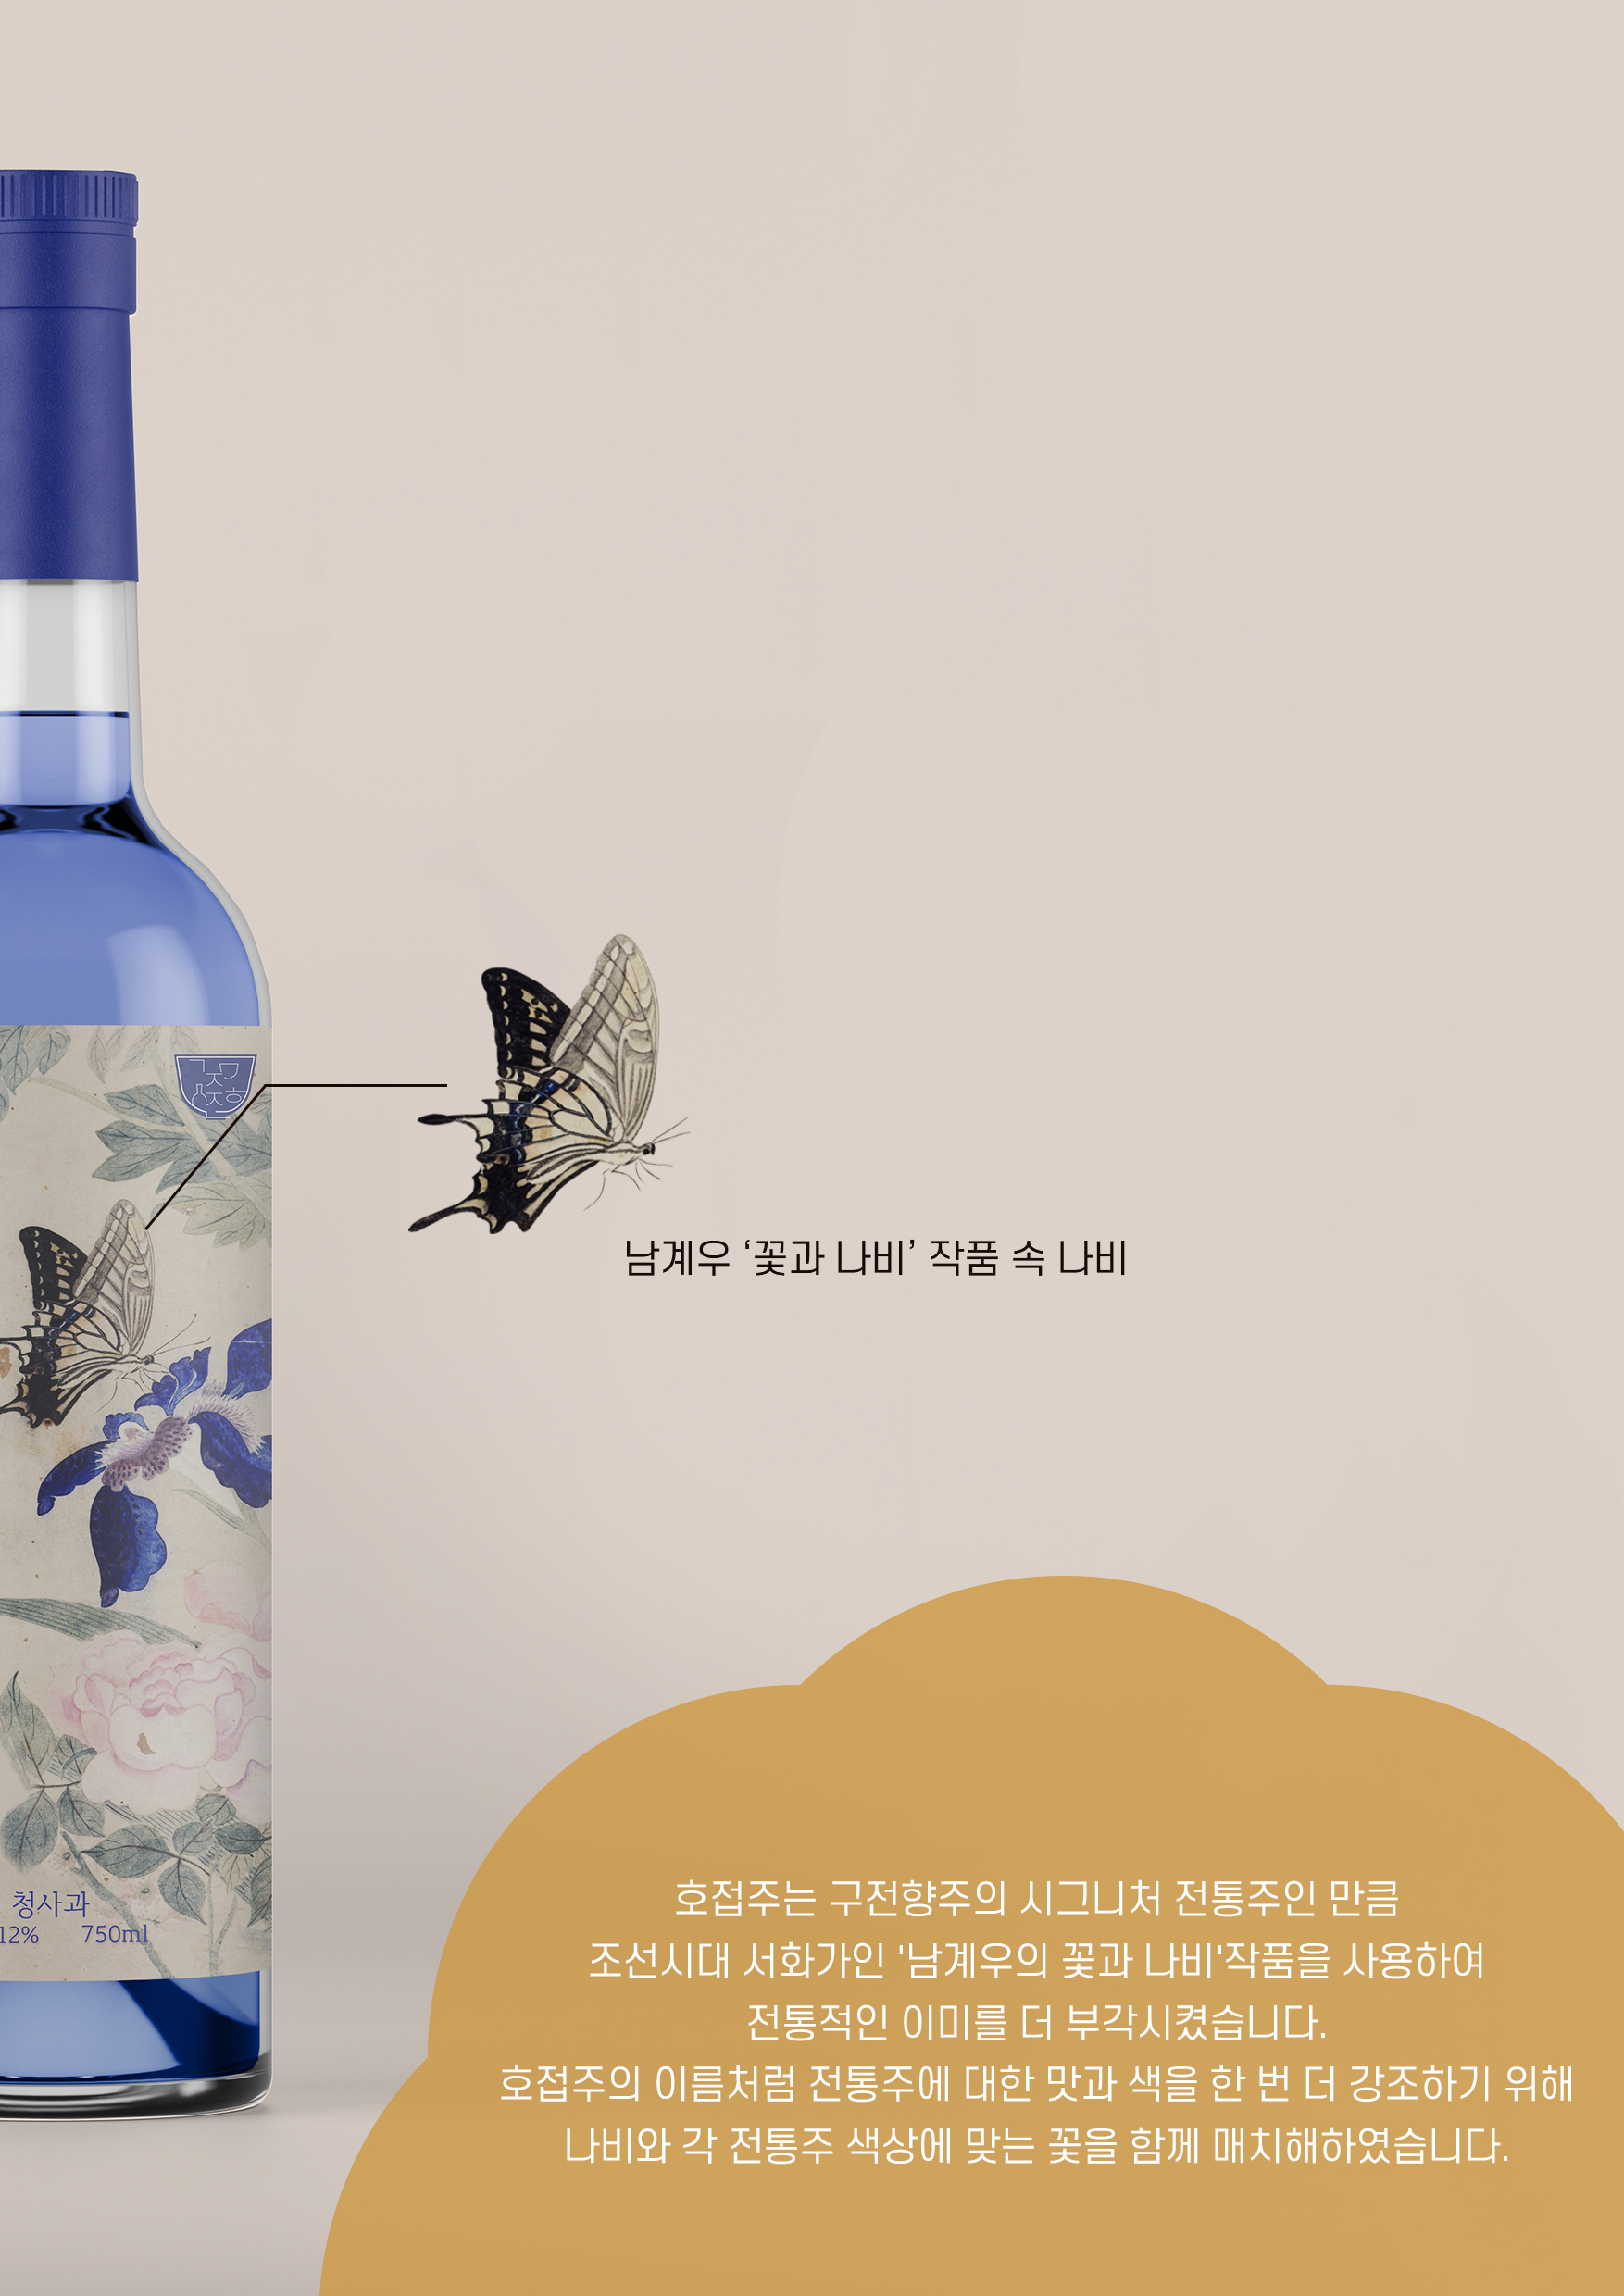 남계우 ‘꽃과 나비’ 작품 속 나비
청사과
12% 750ml
호접주는 구전향주의 시그니처 전통주인 만큼
조선시대 서화가인 '남계우의 꽃과 나비'작품을 사용하여
전통적인 이미를 더 부각시켰습니다.
호접주의 이름처럼 전통주에 대한 맛과 색을 한 번 더 강조하기 위해
나비와 각 전통주 색상에 맞는 꽃을 함께 매치해하였습니다.